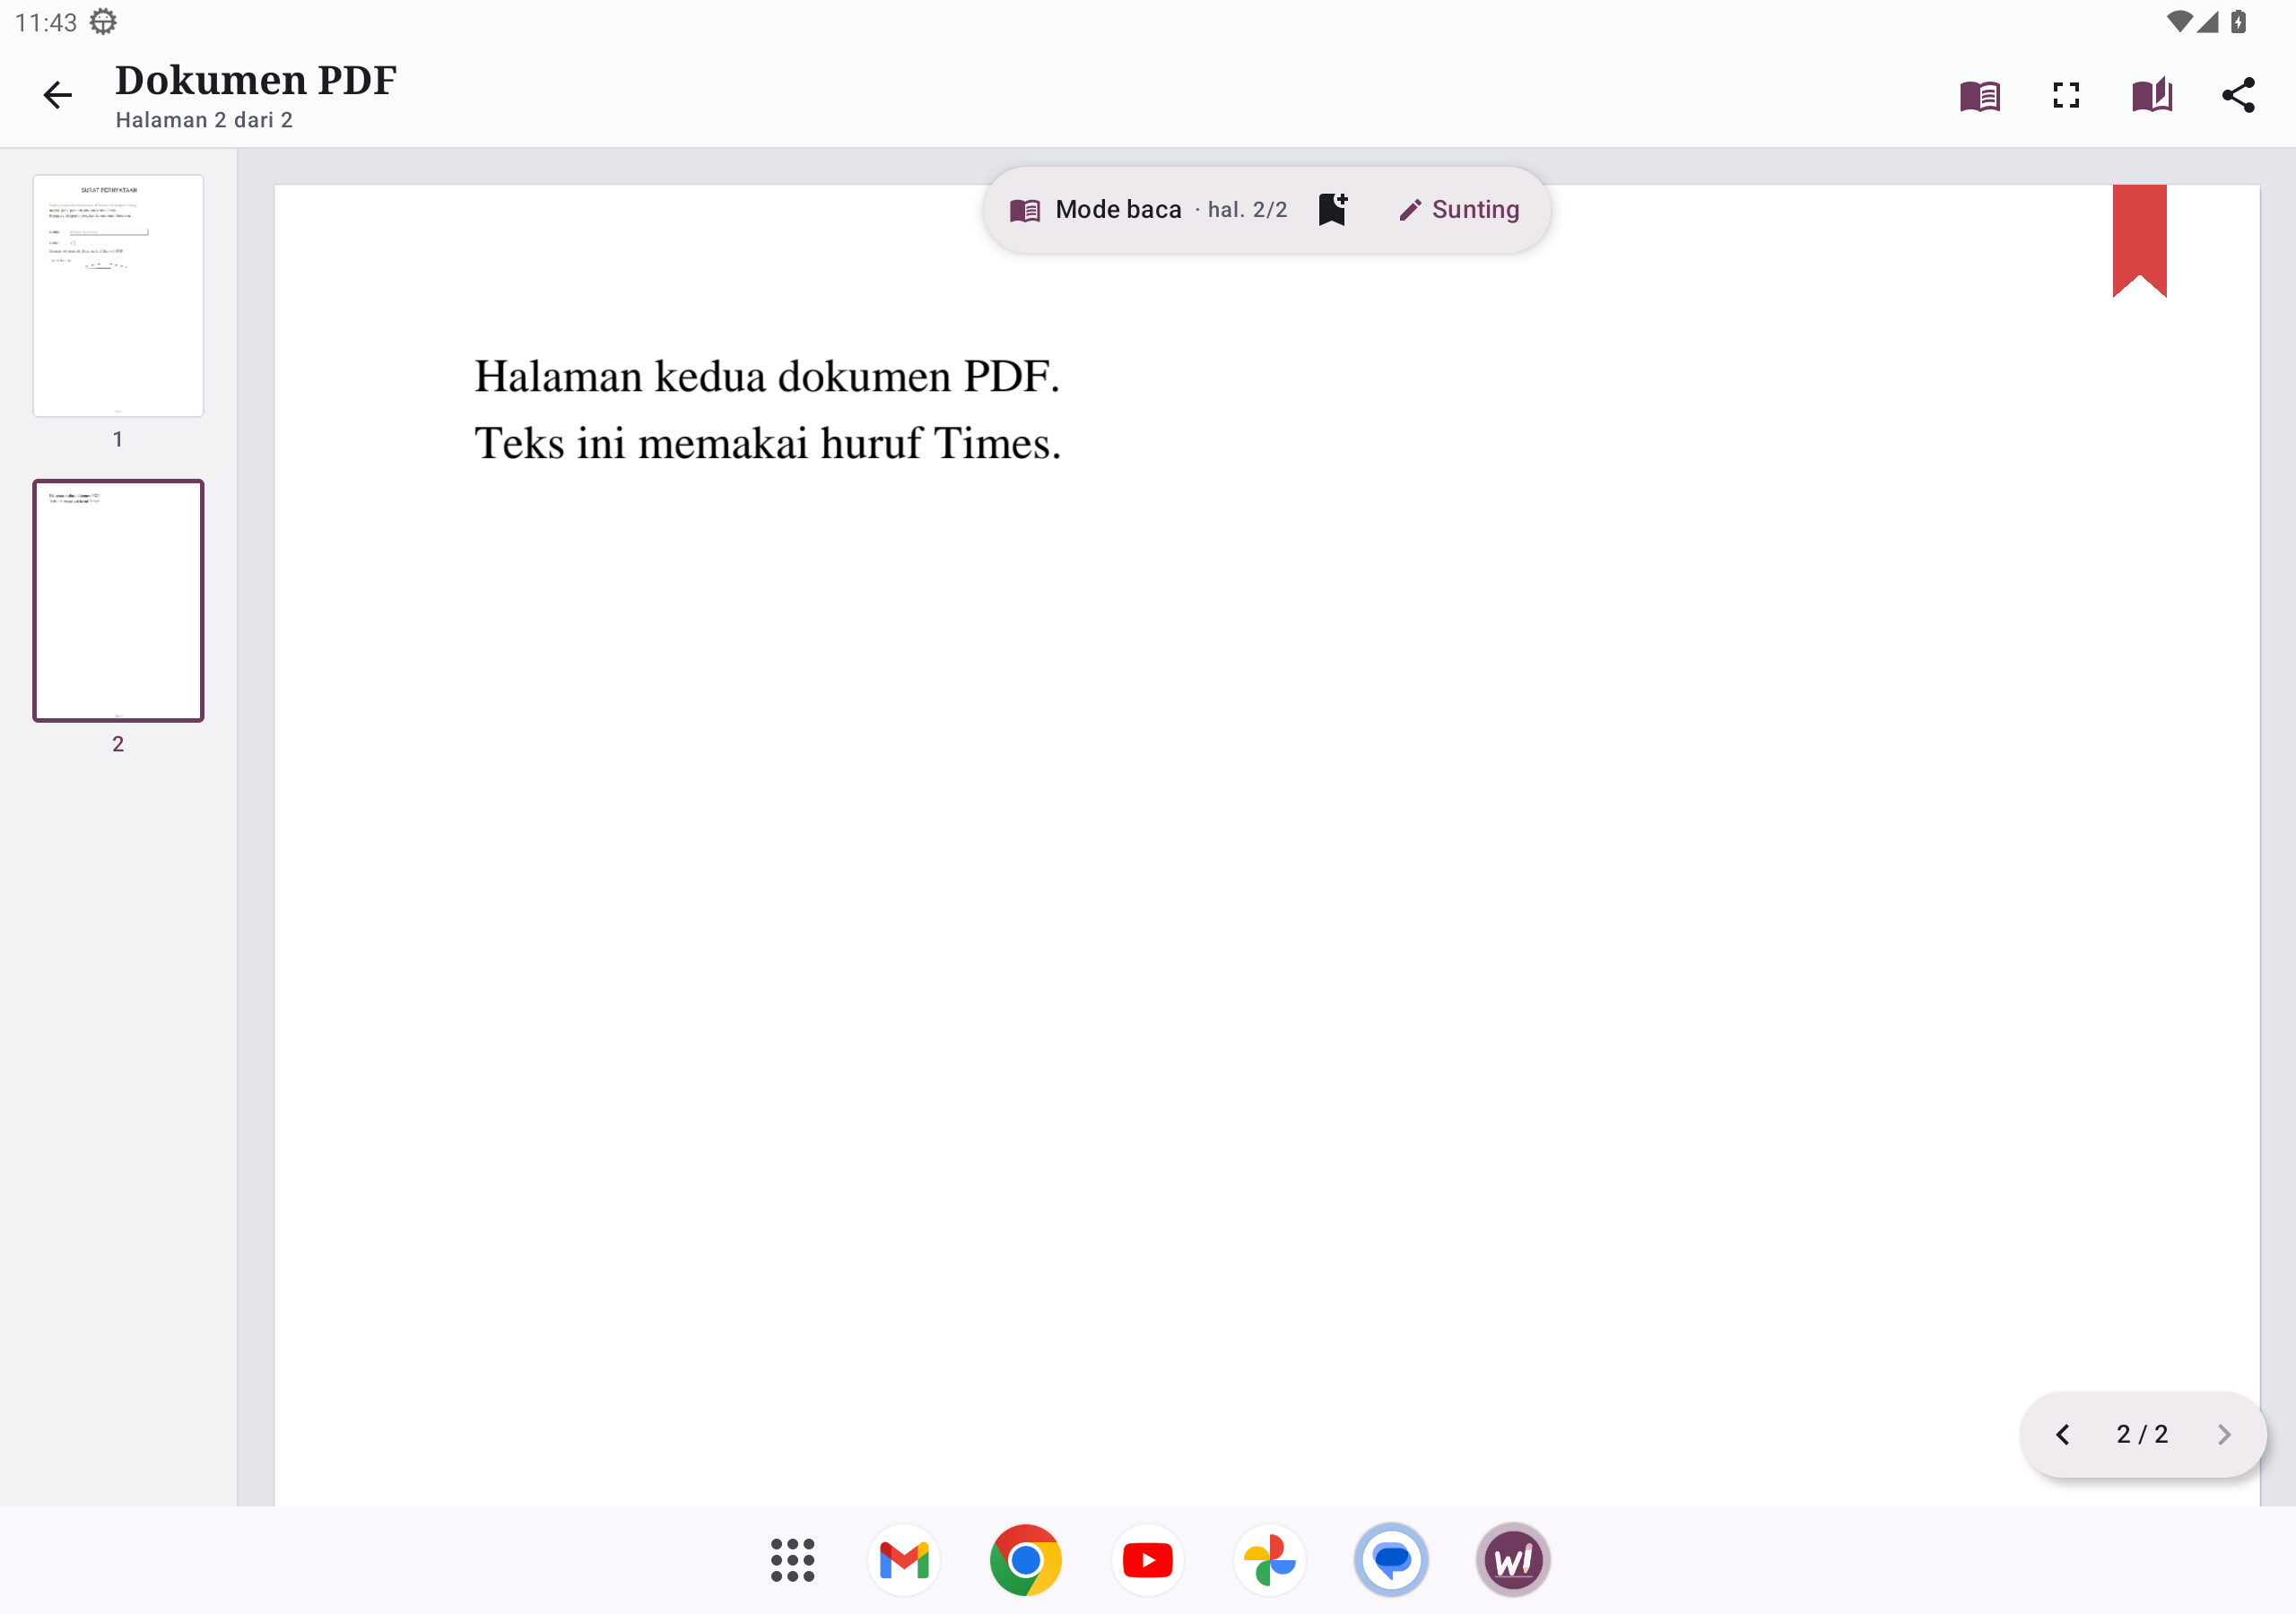 11:43
Dokumen PDF
Halaman 2 dari 2
Mode baca · hal. 2/2
Sunting
SURAT PERNYATAAN
1
2
Halaman kedua dokumen PDF.
Teks ini memakai huruf Times.
2 / 2